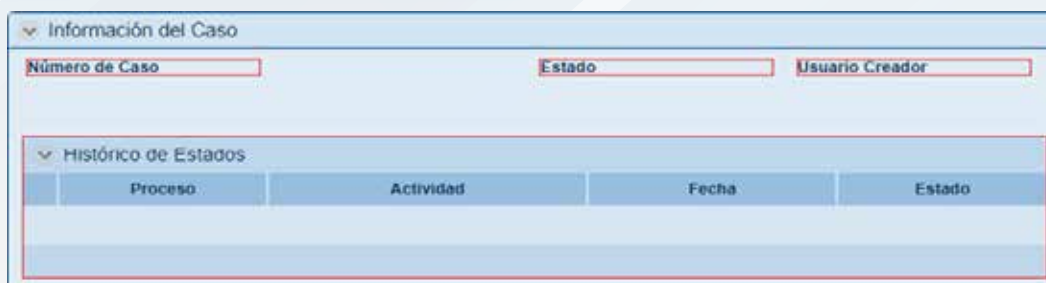 Información del Caso
Número de Caso Estado Usuario Creador
Histórico de Estados
Proceso Actividad Fecha Estado